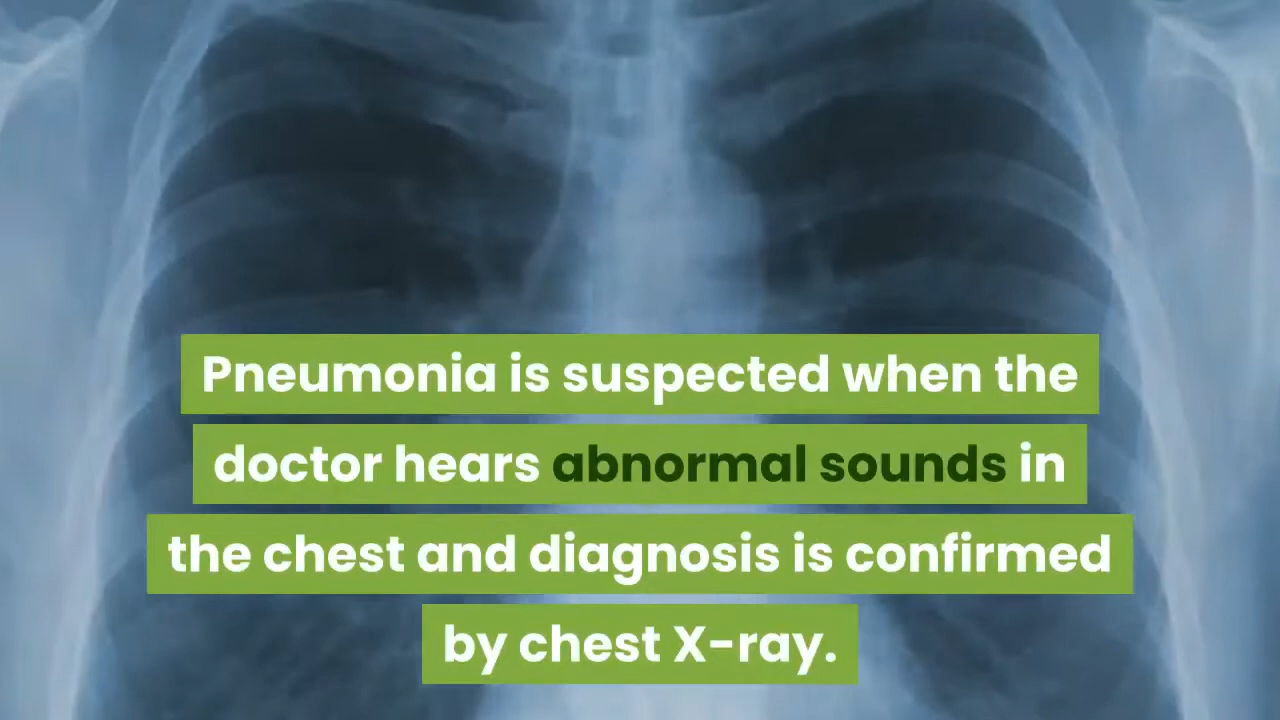 Pneumonia is suspected when the
doctor hears abnormal sounds in
the chest and diagnosis is confirmed
by chest X-ray.